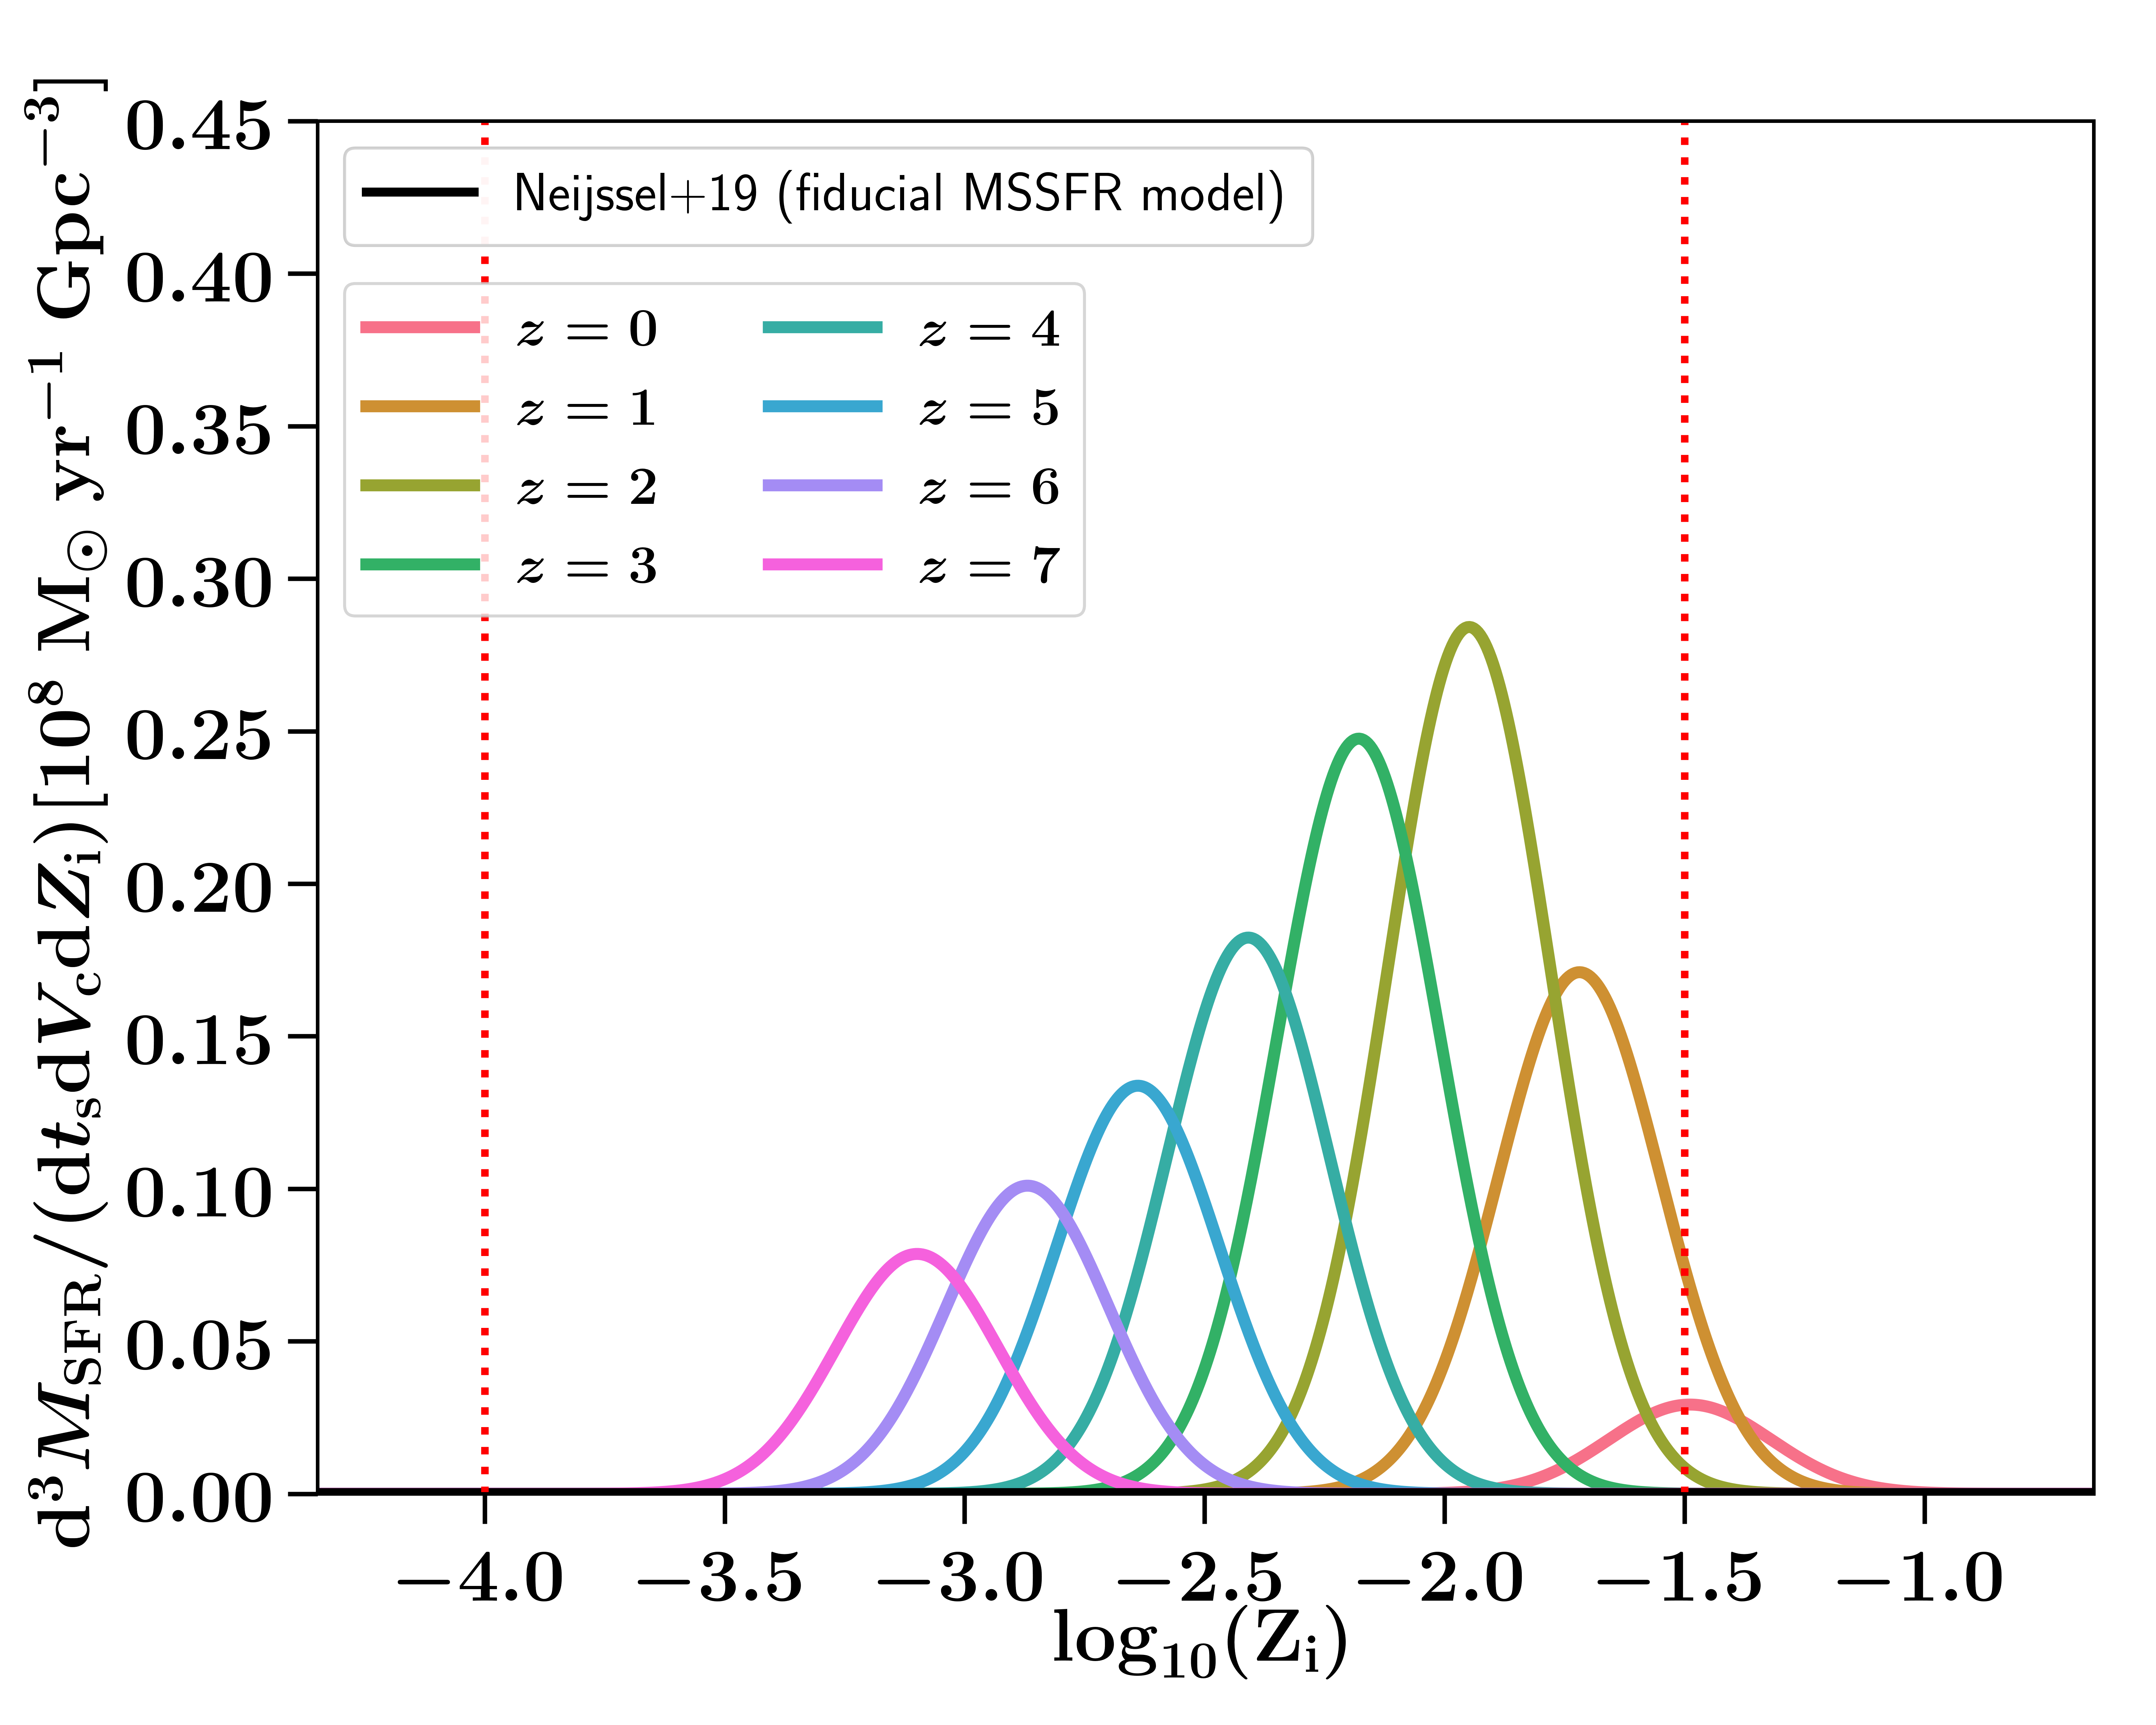 d³M_SFR/(dt_s dV_c dZ_i)[10⁸ M⊙ yr⁻¹ Gpc⁻³]
0.45
0.40
0.35
0.30
0.25
0.20
0.15
0.10
0.05
0.00
Neijssel+19 (fiducial MSSFR model)
z = 0
z = 1
z = 2
z = 3
z = 4
z = 5
z = 6
z = 7
−4.0 −3.5 −3.0 −2.5 −2.0 −1.5 −1.0
log₁₀(Z_i)